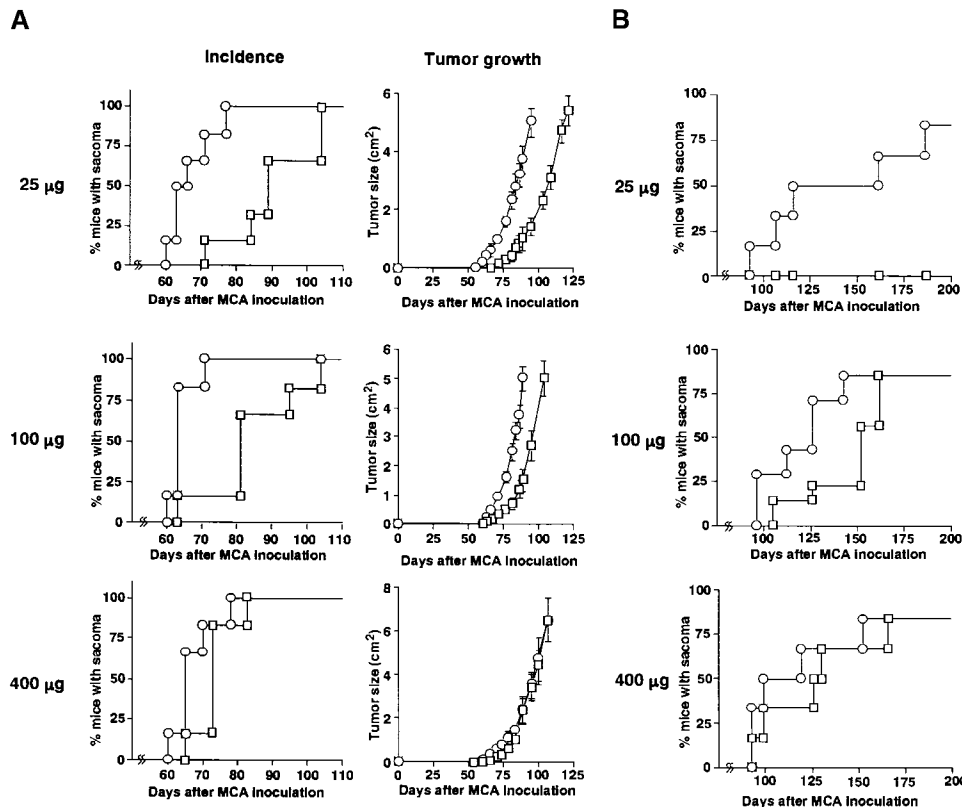 A
B
Incidence
Tumor growth
25 µg
% mice with sacoma
100
75
50
25
0
60 70 80 90 100 110
Days after MCA inoculation
Tumor size (cm²)
6
4
2
0
0 25 50 75 100 125
Days after MCA inoculation
25 µg
% mice with sacoma
100
75
50
25
0
100 125 150 175 200
Days after MCA inoculation
100 µg
% mice with sacoma
100
75
50
25
0
60 70 80 90 100 110
Days after MCA inoculation
Tumor size (cm²)
6
5
4
3
2
1
0
0 25 50 75 100 125
Days after MCA inoculation
100 µg
% mice with sacoma
100
75
50
25
0
100 125 150 175 200
Days after MCA inoculation
400 µg
% mice with sacoma
100
75
50
25
0
60 70 80 90 100 110
Days after MCA inoculation
Tumor size (cm²)
8
6
4
2
0
0 25 50 75 100 125
Days after MCA inoculation
400 µg
% mice with sacoma
100
75
50
25
0
100 125 150 175 200
Days after MCA inoculation